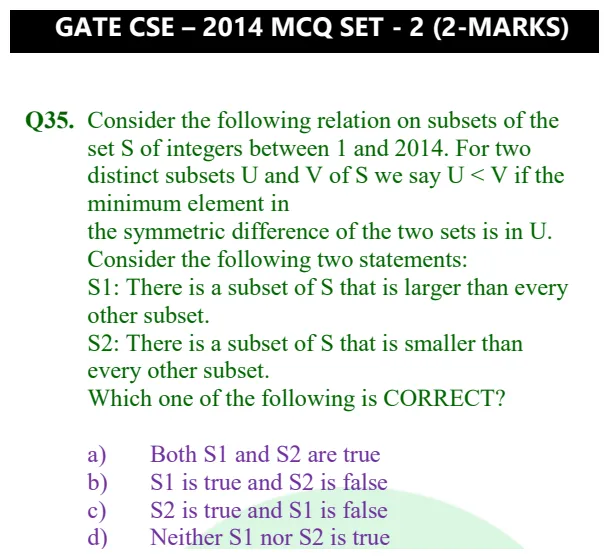 GATE CSE – 2014 MCQ SET - 2 (2-MARKS)
Q35. Consider the following relation on subsets of the
set S of integers between 1 and 2014. For two
distinct subsets U and V of S we say U < V if the
minimum element in
the symmetric difference of the two sets is in U.
Consider the following two statements:
S1: There is a subset of S that is larger than every
other subset.
S2: There is a subset of S that is smaller than
every other subset.
Which one of the following is CORRECT?
a) Both S1 and S2 are true
b) S1 is true and S2 is false
c) S2 is true and S1 is false
d) Neither S1 nor S2 is true